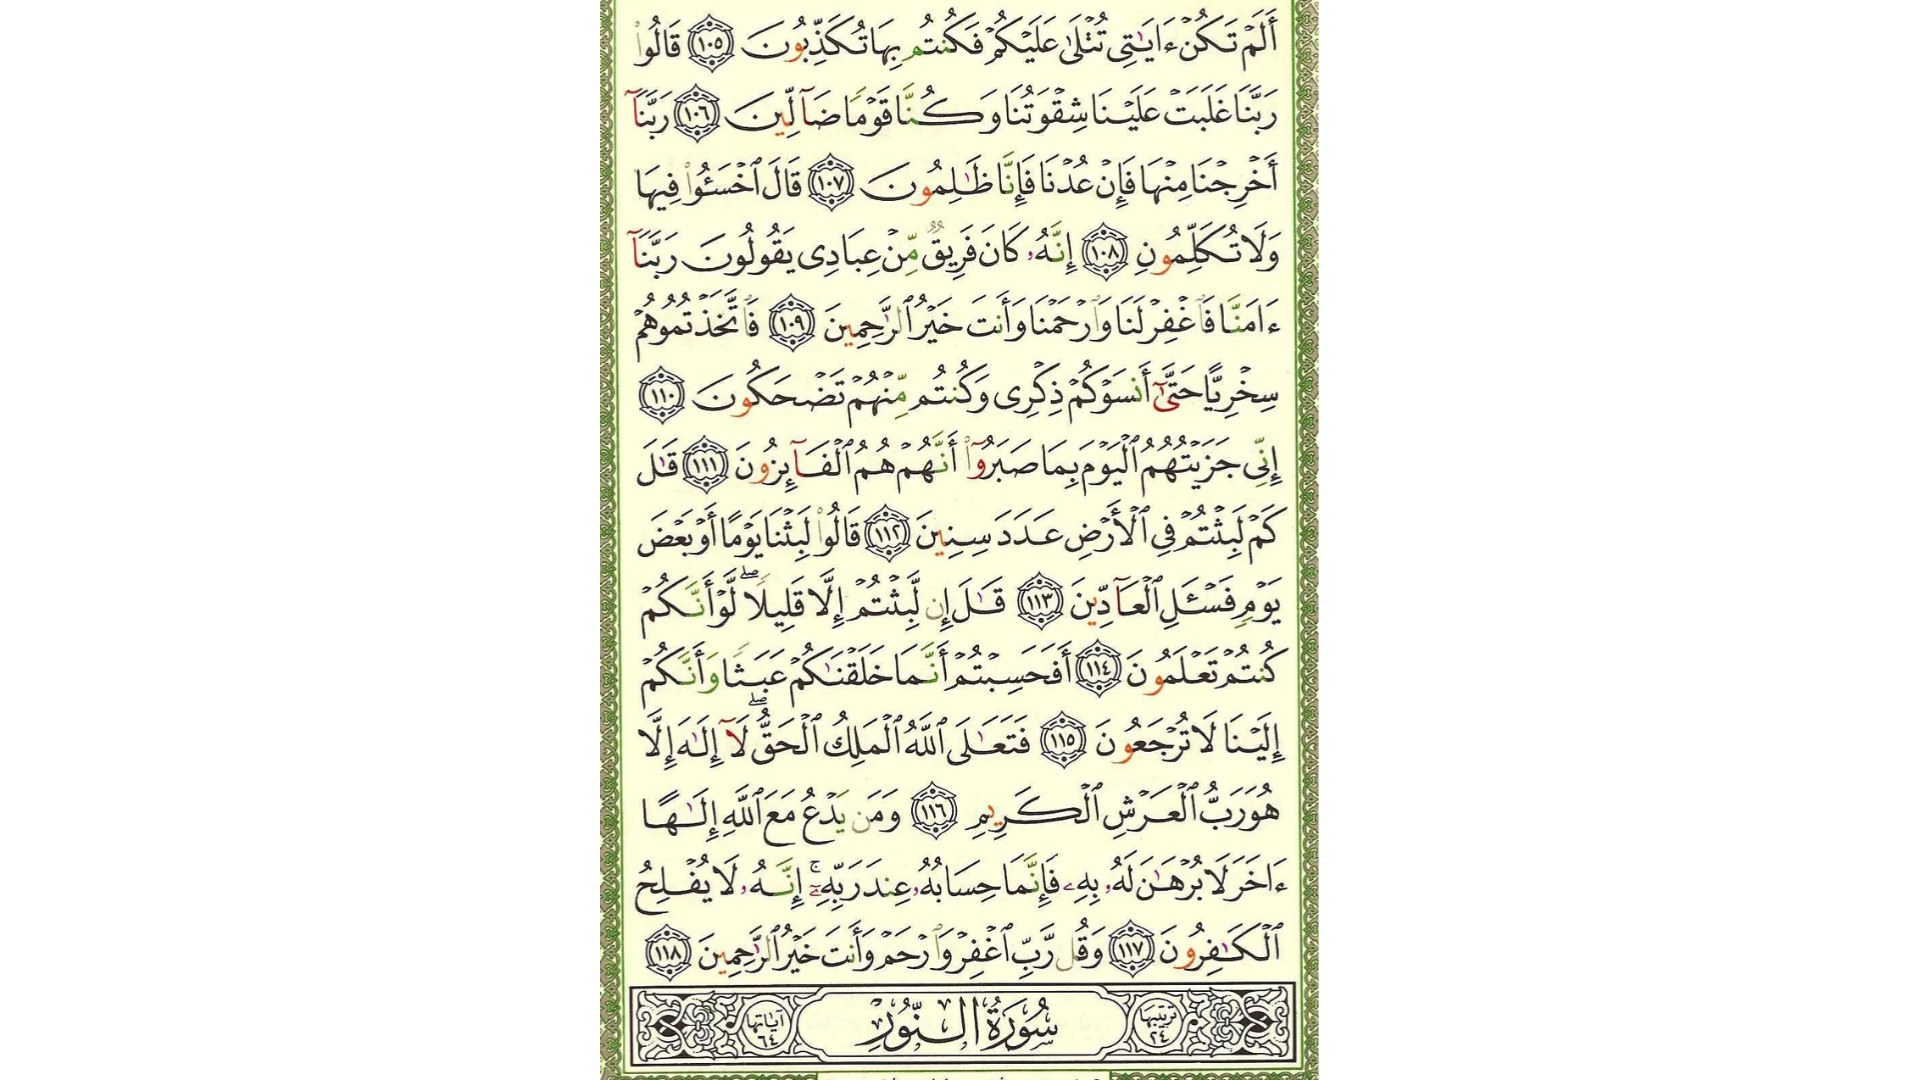 أَلَمْ تَكُنْ ءَايَٰتِى تُتْلَىٰ عَلَيْكُمْ فَكُنتُم بِهَا تُكَذِّبُونَ ١٠٥ قَالُوا۟
رَبَّنَا غَلَبَتْ عَلَيْنَا شِقْوَتُنَا وَكُنَّا قَوْمًا ضَآلِّينَ ١٠٦ رَبَّنَآ
أَخْرِجْنَا مِنْهَا فَإِنْ عُدْنَا فَإِنَّا ظَٰلِمُونَ ١٠٧ قَالَ ٱخْسَـُٔوا۟ فِيهَا
وَلَا تُكَلِّمُونِ ١٠٨ إِنَّهُۥ كَانَ فَرِيقٌ مِّنْ عِبَادِى يَقُولُونَ رَبَّنَآ
ءَامَنَّا فَٱغْفِرْ لَنَا وَٱرْحَمْنَا وَأَنتَ خَيْرُ ٱلرَّٰحِمِينَ ١٠٩ فَٱتَّخَذْتُمُوهُمْ
سِخْرِيًّا حَتَّىٰٓ أَنسَوْكُمْ ذِكْرِى وَكُنتُم مِّنْهُمْ تَضْحَكُونَ ١١٠
إِنِّى جَزَيْتُهُمُ ٱلْيَوْمَ بِمَا صَبَرُوٓا۟ أَنَّهُمْ هُمُ ٱلْفَآئِزُونَ ١١١ قَٰلَ
كَمْ لَبِثْتُمْ فِى ٱلْأَرْضِ عَدَدَ سِنِينَ ١١٢ قَالُوا۟ لَبِثْنَا يَوْمًا أَوْ بَعْضَ
يَوْمٍ فَسْـَٔلِ ٱلْعَآدِّينَ ١١٣ قَٰلَ إِن لَّبِثْتُمْ إِلَّا قَلِيلًا ۖ لَّوْ أَنَّكُمْ
كُنتُمْ تَعْلَمُونَ ١١٤ أَفَحَسِبْتُمْ أَنَّمَا خَلَقْنَٰكُمْ عَبَثًا وَأَنَّكُمْ
إِلَيْنَا لَا تُرْجَعُونَ ١١٥ فَتَعَٰلَى ٱللَّهُ ٱلْمَلِكُ ٱلْحَقُّ ۖ لَآ إِلَٰهَ إِلَّا
هُوَ رَبُّ ٱلْعَرْشِ ٱلْكَرِيمِ ١١٦ وَمَن يَدْعُ مَعَ ٱللَّهِ إِلَٰهًا
ءَاخَرَ لَا بُرْهَٰنَ لَهُۥ بِهِۦ فَإِنَّمَا حِسَابُهُۥ عِندَ رَبِّهِۦٓ ۚ إِنَّهُۥ لَا يُفْلِحُ
ٱلْكَٰفِرُونَ ١١٧ وَقُل رَّبِّ ٱغْفِرْ وَٱرْحَمْ وَأَنتَ خَيْرُ ٱلرَّٰحِمِينَ ١١٨
ترتيبها ٢٤ سُورَةُ النُّورِ آياتها ٦٤